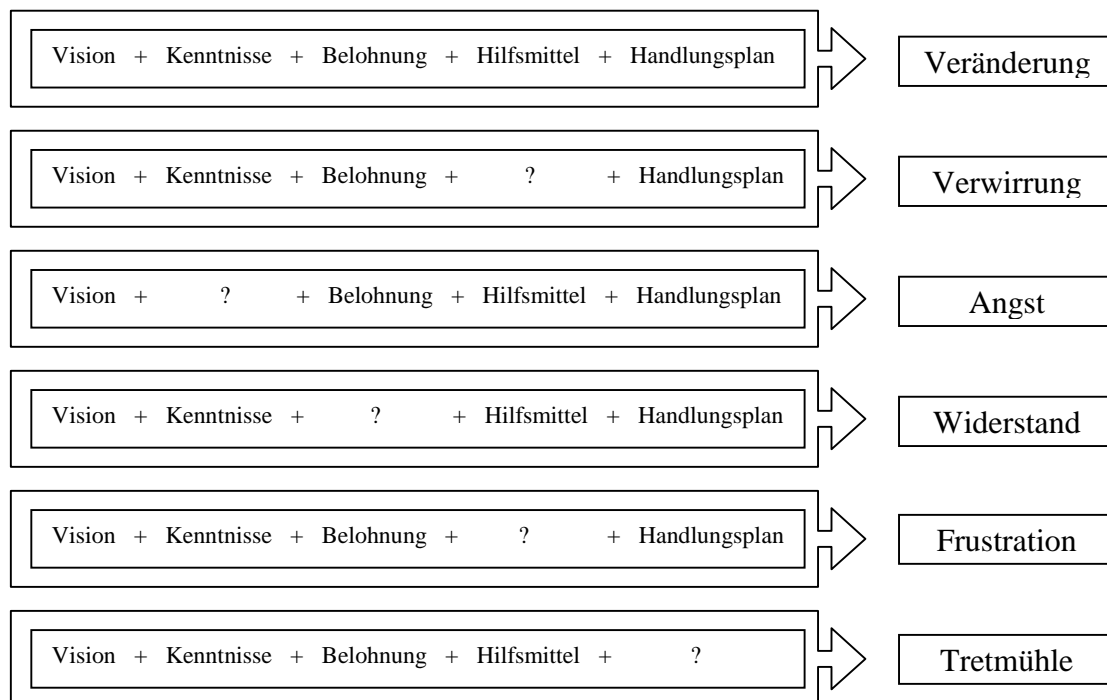 Vision + Kenntnisse + Belohnung + Hilfsmittel + Handlungsplan
Veränderung
Vision + Kenntnisse + Belohnung + ? + Handlungsplan
Verwirrung
Vision + ? + Belohnung + Hilfsmittel + Handlungsplan
Angst
Vision + Kenntnisse + ? + Hilfsmittel + Handlungsplan
Widerstand
Vision + Kenntnisse + Belohnung + ? + Handlungsplan
Frustration
Vision + Kenntnisse + Belohnung + Hilfsmittel + ?
Tretmühle